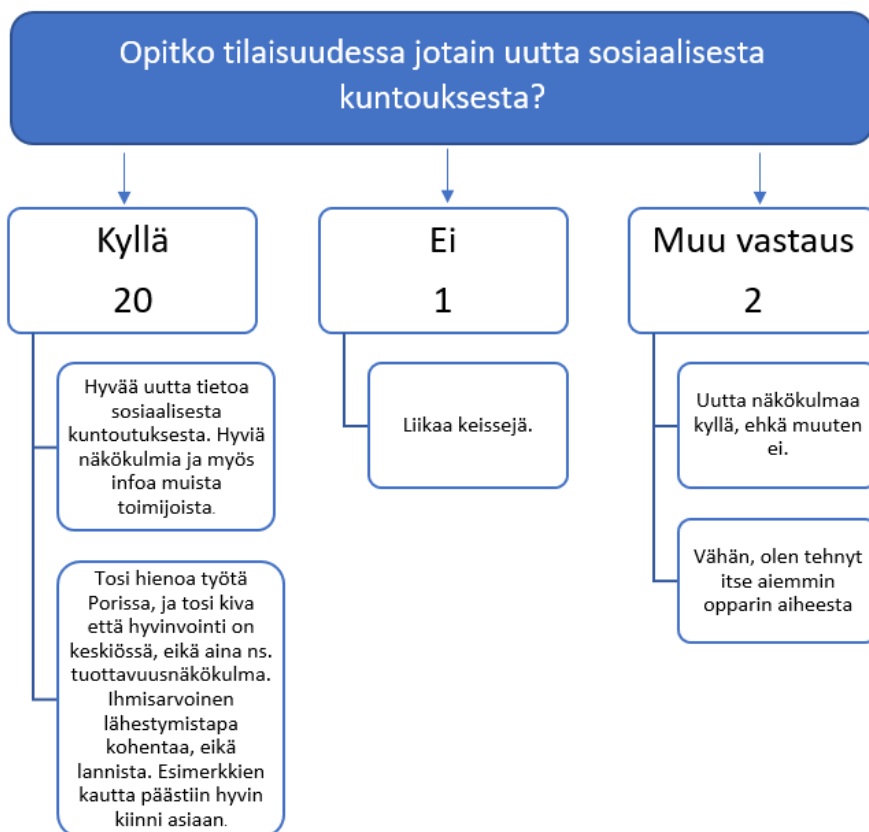 Opitko tilaisuudessa jotain uutta sosiaalisesta
kuntouksesta?
Kyllä
20
Hyvää uutta tietoa
sosiaalisesta
kuntoutuksesta. Hyviä
näkökulmia ja myös
infoa muista
toimijoista.
Tosi hienoa työtä
Porissa, ja tosi kiva
että hyvinvointi on
keskiössä, eikä aina ns.
tuottavuusnäkökulma.
Ihmisarvoinen
lähestymistapa
kohentaa, eikä
lannista. Esimerkkien
kautta päästiin hyvin
kiinni asiaan.
Ei
1
Liikaa keissejä.
Muu vastaus
2
Uutta näkökulmaa
kyllä, ehkä muuten
ei.
Vähän, olen tehnyt
itse aiemmin
opparin aiheesta